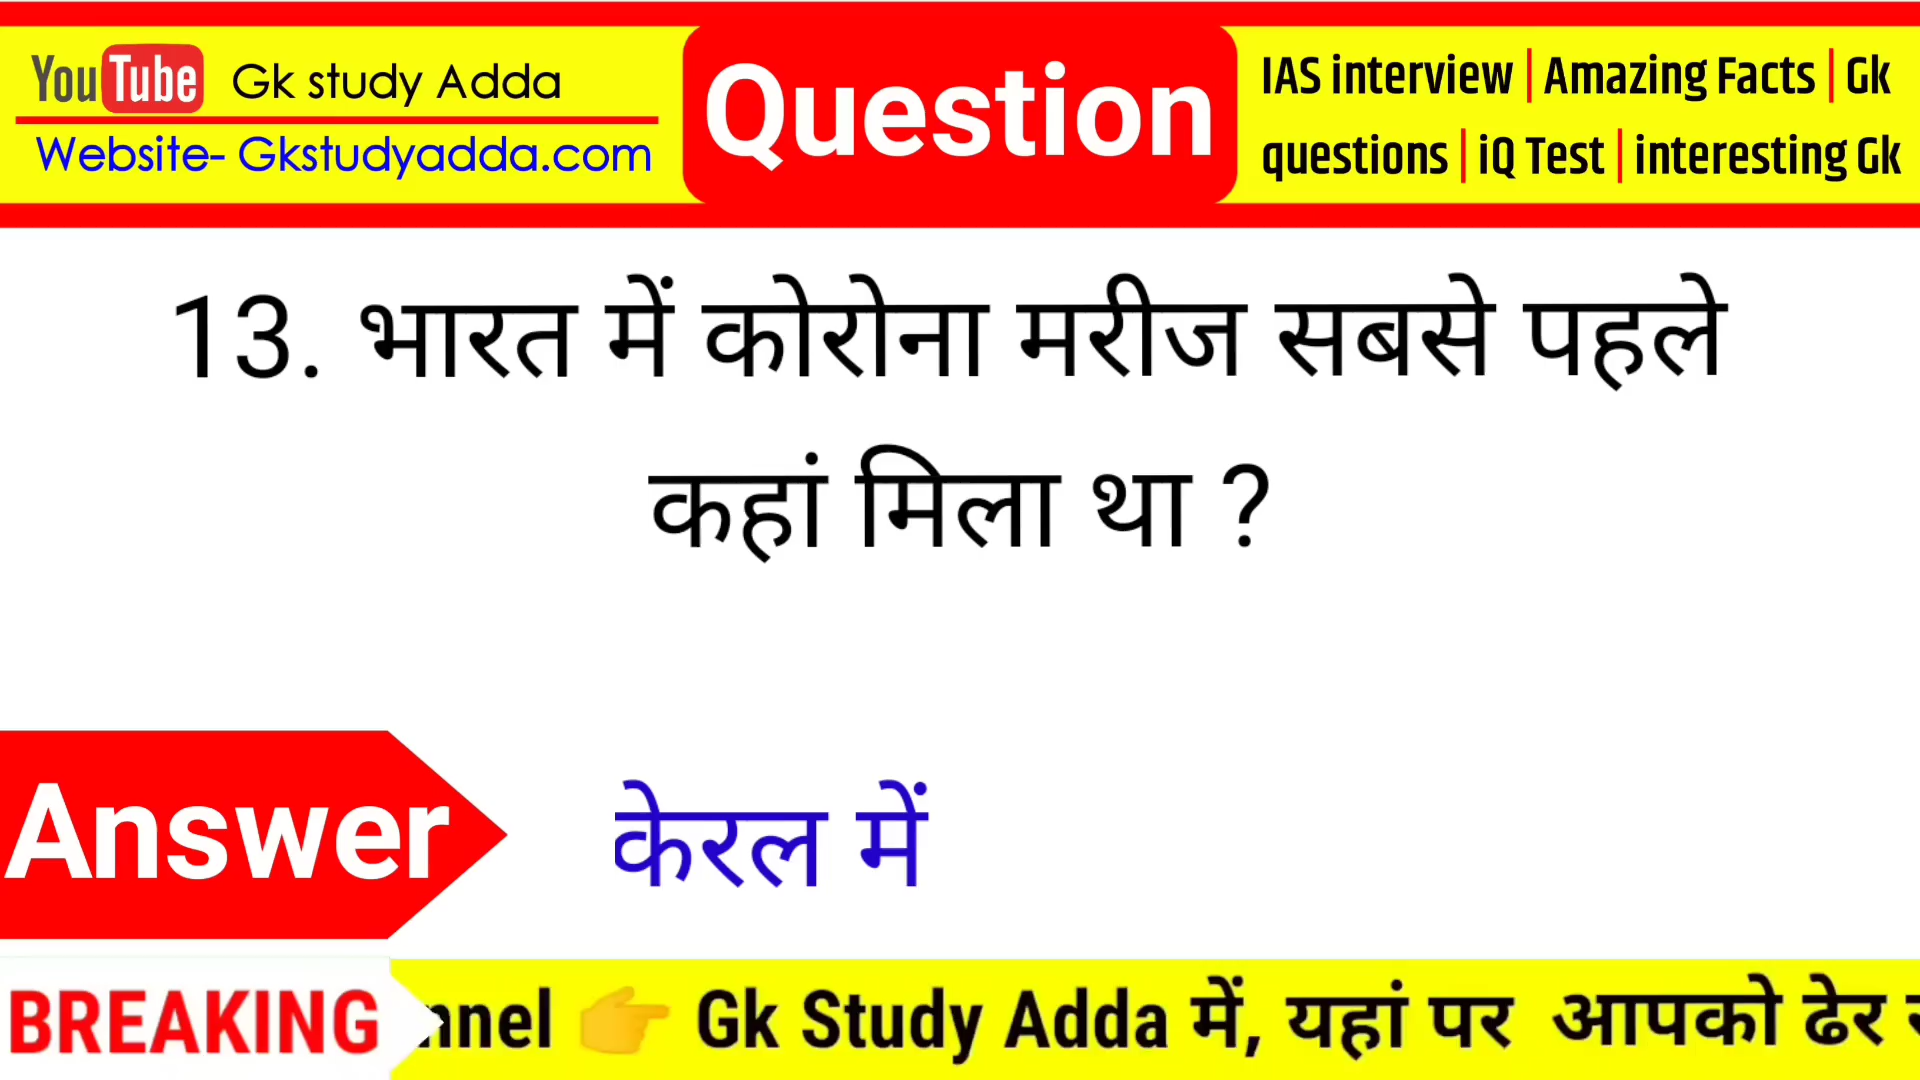 YouTube Gk study Adda
Website- Gkstudyadda.com
Question
IAS interview | Amazing Facts | Gk
questions | iQ Test | interesting Gk
13. भारत में कोरोना मरीज सबसे पहले
कहां मिला था ?
Answer
केरल में
BREAKING
nnel 👉 Gk Study Adda में, यहां पर आपको ढेर